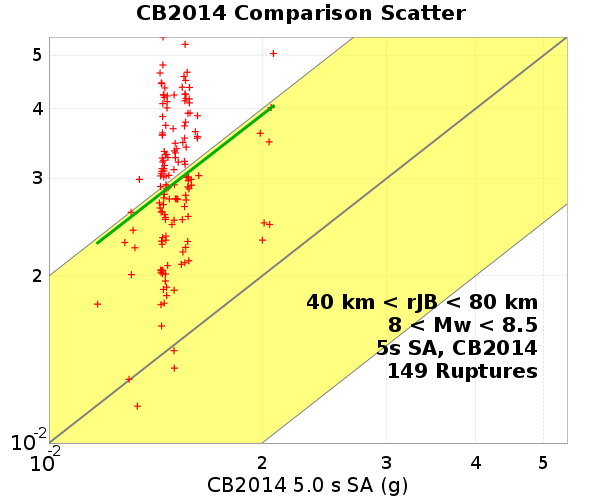 CB2014 Comparison Scatter
5
4
3
2
10-2
40 km < rJB < 80 km
8 < Mw < 8.5
5s SA, CB2014
149 Ruptures
10-2 2 3 4 5
CB2014 5.0 s SA (g)